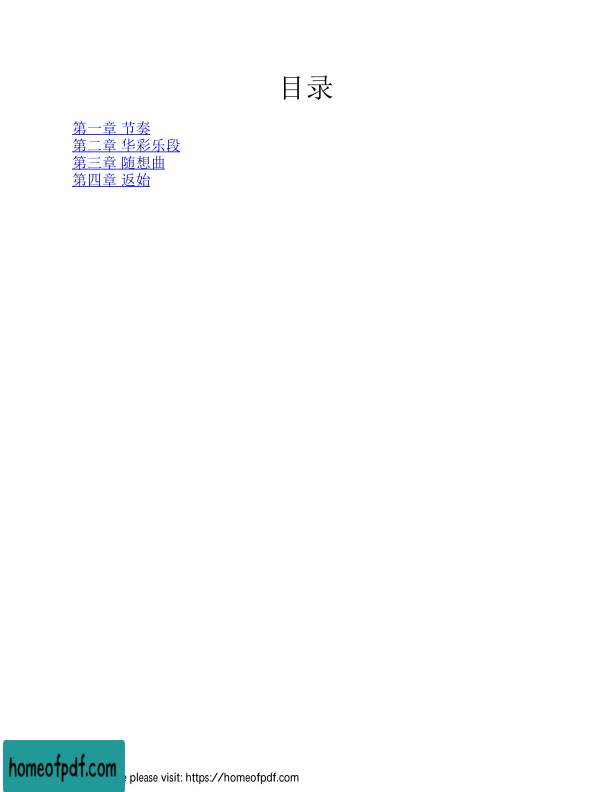 目录
第一章 节奏
第二章 华彩乐段
第三章 随想曲
第四章 返始
homeofpdf.com
please visit: https://homeofpdf.com